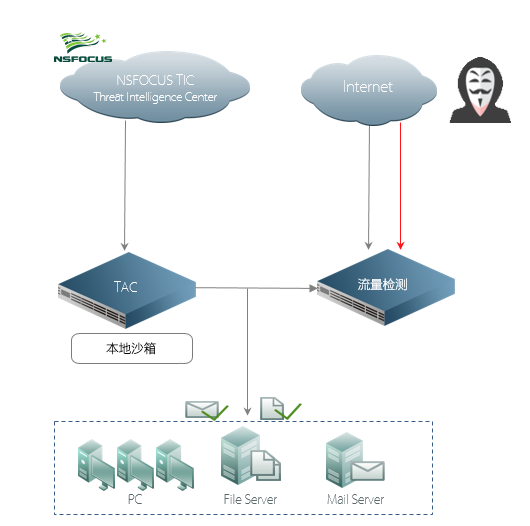 NSFOCUS
NSFOCUS TIC
Threat Intelligence Center
Internet
TAC
流量检测
本地沙箱
PC
File Server
Mail Server